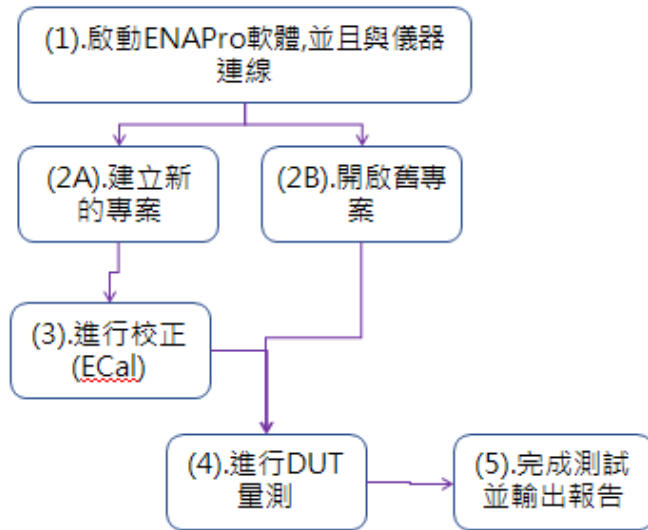 (1).啟動ENAPro軟體,並且與儀器
連線
(2A).建立新
的專案
(2B).開啟舊專
案
(3).進行校正
(ECal)
(4).進行DUT
量測
(5).完成測試
並輸出報告